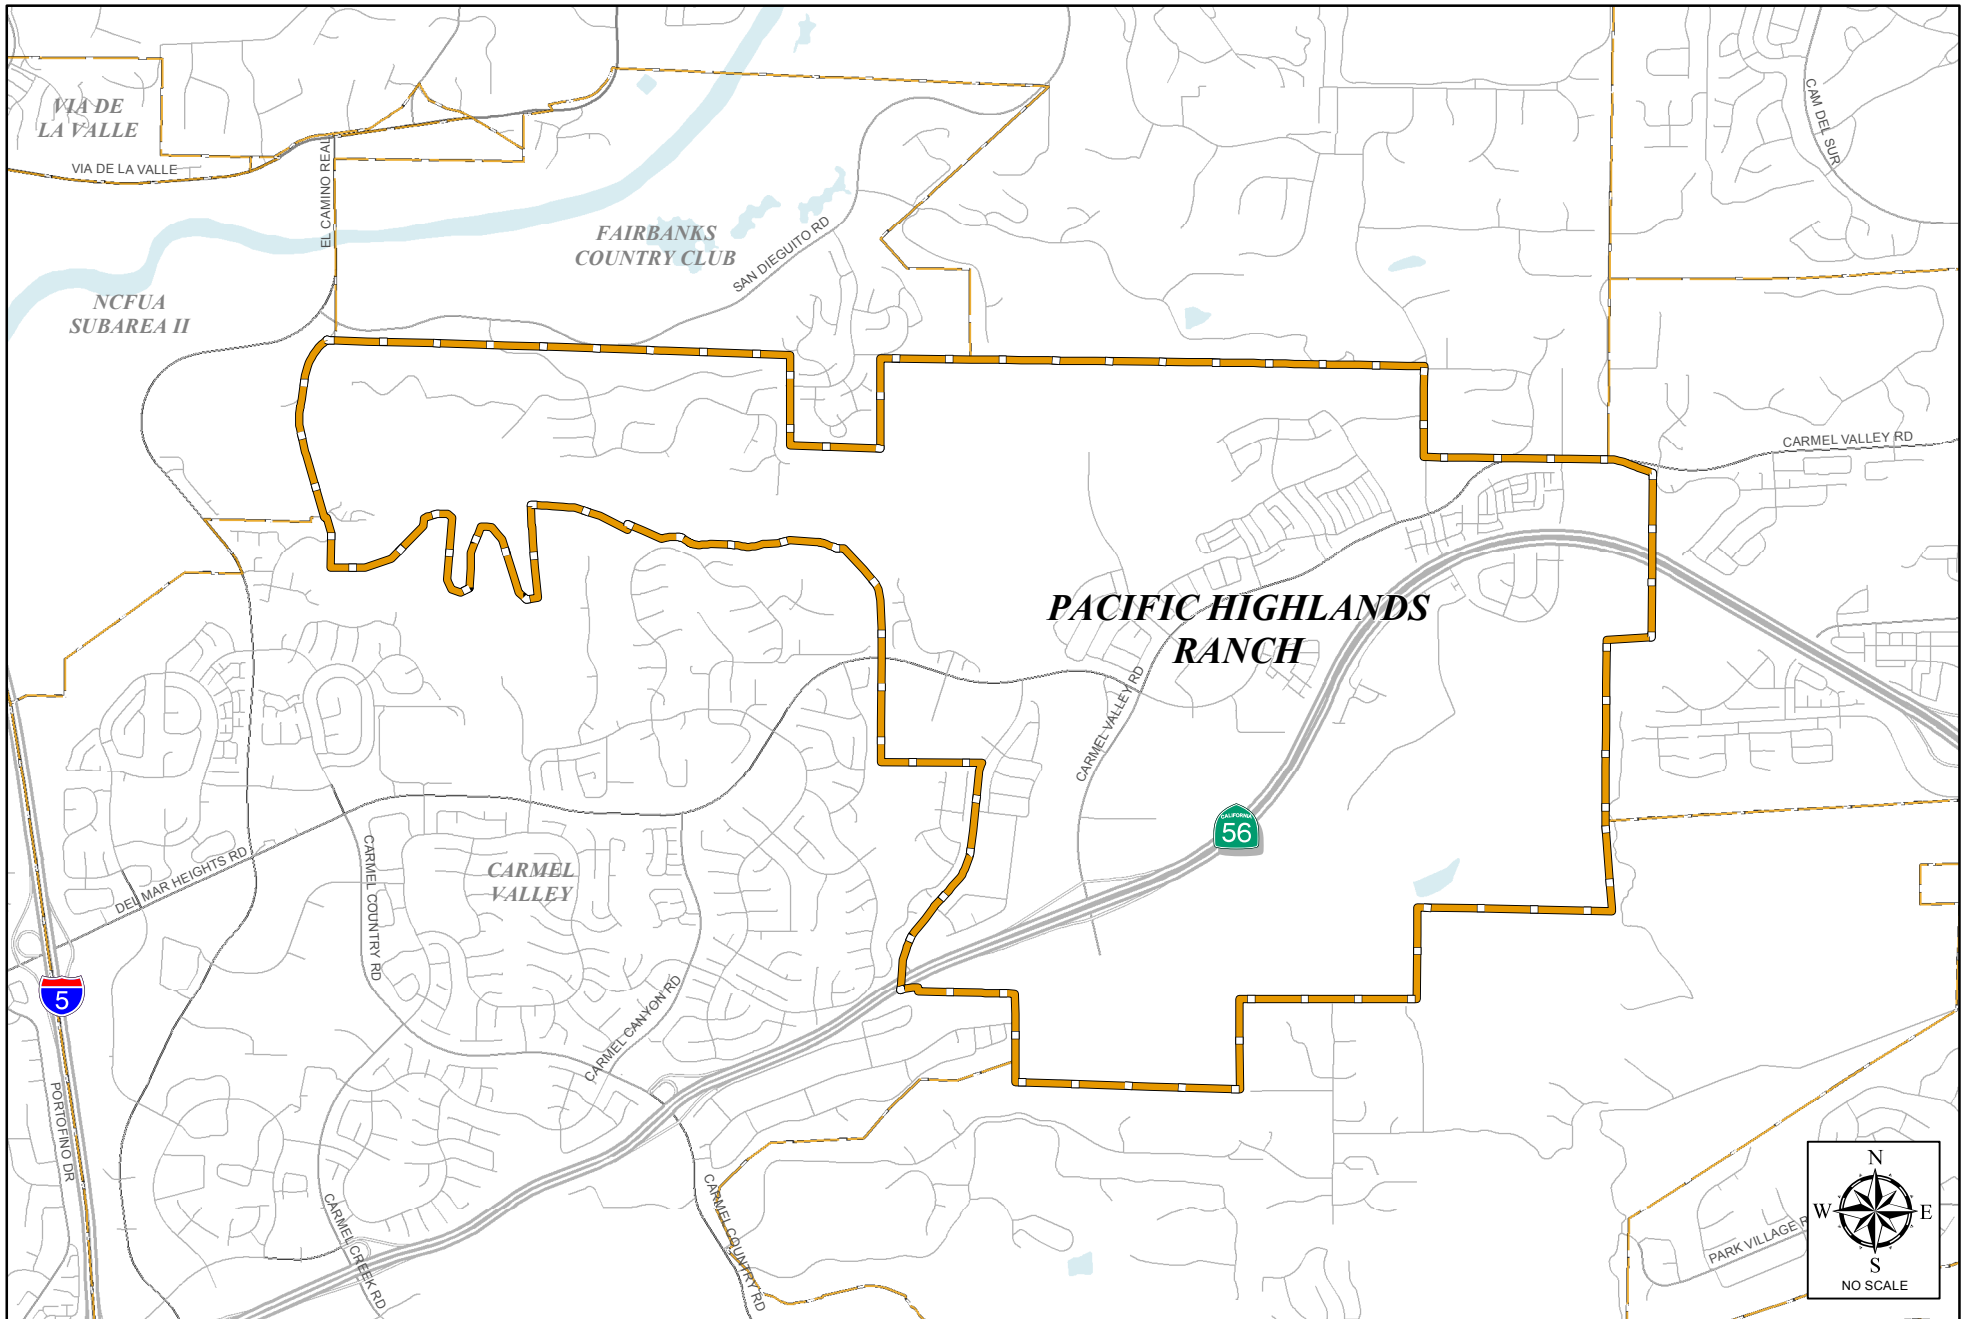 VIA DE
LA VALLE
VIA DE LA VALLE
EL CAMINO REAL
CAM DEL SUR
FAIRBANKS
COUNTRY CLUB
SAN DIEGUITO RD
NCFUA
SUBAREA II
CARMEL VALLEY RD
PACIFIC HIGHLANDS
RANCH
CARMEL VALLEY RD
CALIFORNIA
56
DEL MAR HEIGHTS RD
CARMEL COUNTRY RD
CARMEL
VALLEY
5
CARMEL CANYON RD
PORTOFINO DR
CARMEL CREEK RD
CARMEL COUNTRY RD
PARK VILLAGE R
N
W
E
S
NO SCALE